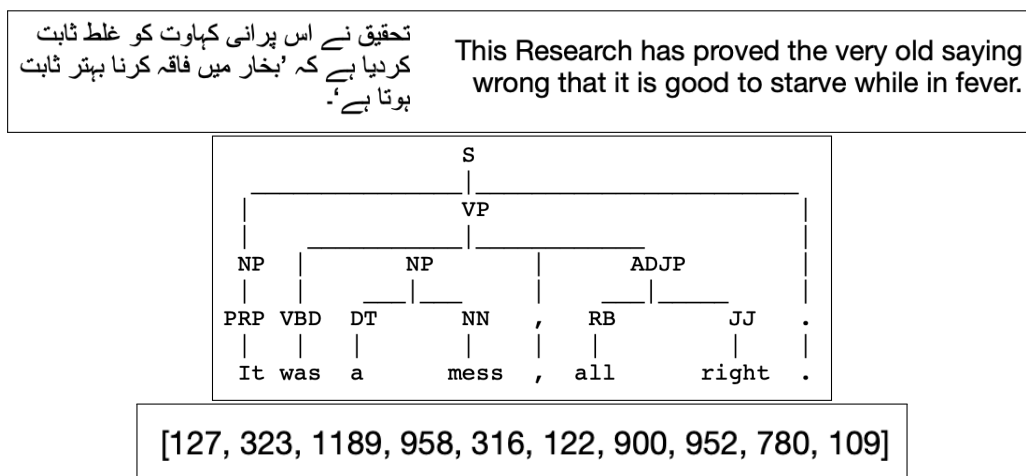 تحقیق نے اس پرانی کہاوت کو غلط ثابت
کردیا ہے کہ ’بخار میں فاقہ کرنا بہتر ثابت
ہوتا ہے‘۔
This Research has proved the very old saying
wrong that it is good to starve while in fever.
S
VP
NP NP ADJP
PRP VBD DT NN , RB JJ .
It was a mess , all right .
[127, 323, 1189, 958, 316, 122, 900, 952, 780, 109]